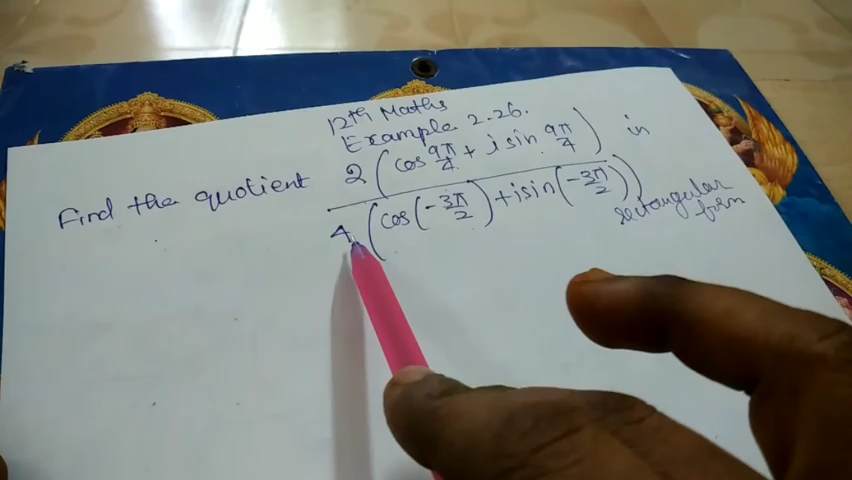 12th Maths
Example 2.26.
Find the quotient 2 (cos 9π/4 + i sin 9π/4) in
4 (cos (-3π/2) + i sin (-3π/2))
rectangular
form